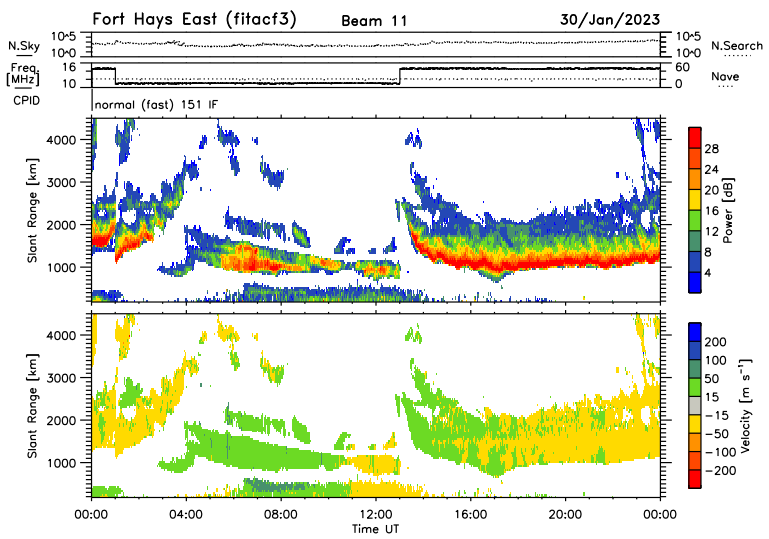 Fort Hays East (fitacf3) Beam 11 30/Jan/2023
N.Sky 10^5 10^0 10^5 10^0 N.Search
Freq. [MHz] 16 10 60 0 Nave
CPID normal (fast) 151 IF
Slant Range [km] 4000 3000 2000 1000
Power [dB] 28 24 20 16 12 8 4
Slant Range [km] 4000 3000 2000 1000
Velocity [m s⁻¹] 200 100 50 15 −15 −50 −100 −200
00:00 04:00 08:00 12:00 16:00 20:00 00:00
Time UT